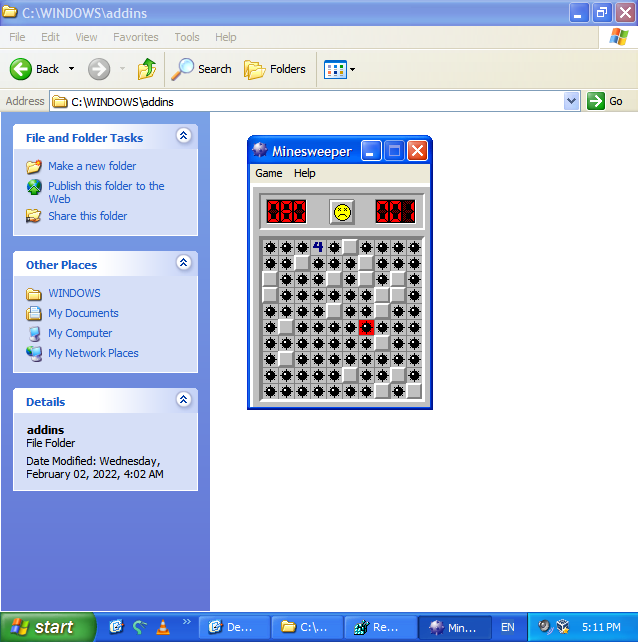 C:\WINDOWS\addins
File Edit View Favorites Tools Help
Back Search Folders
Address C:\WINDOWS\addins Go
File and Folder Tasks
Make a new folder
Publish this folder to the
Web
Share this folder
Other Places
WINDOWS
My Documents
My Computer
My Network Places
Details
addins
File Folder
Date Modified: Wednesday,
February 02, 2022, 4:02 AM
Minesweeper
Game Help
4
start De... C:\... Re... Min... EN 5:11 PM